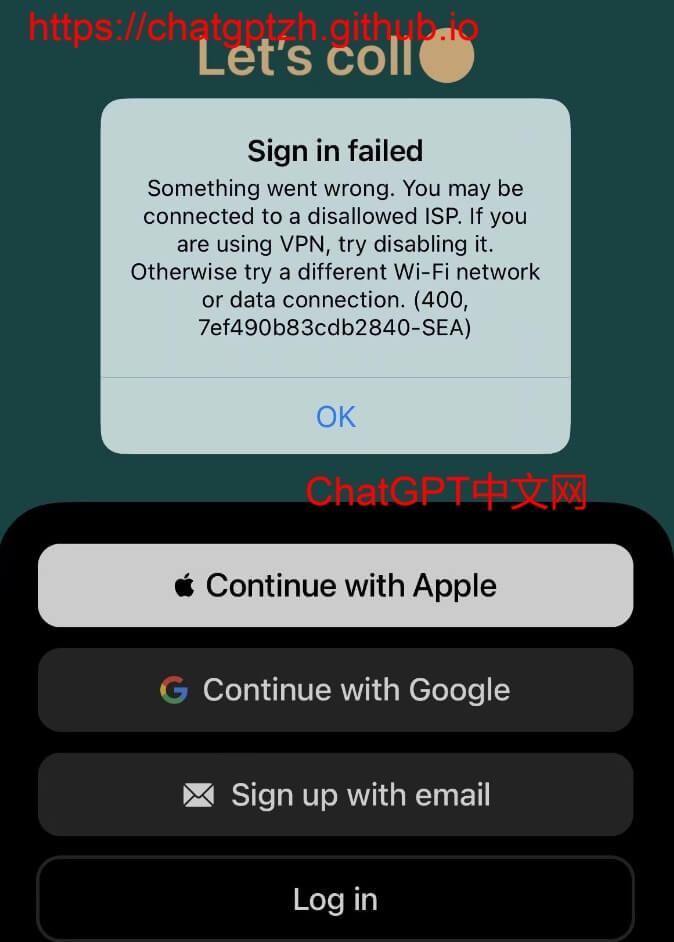 https://chatgptzh.github.io
Let's coll
Sign in failed
Something went wrong. You may be
connected to a disallowed ISP. If you
are using VPN, try disabling it.
Otherwise try a different Wi-Fi network
or data connection. (400,
7ef490b83cdb2840-SEA)
OK
ChatGPT中文网
Continue with Apple
Continue with Google
Sign up with email
Log in